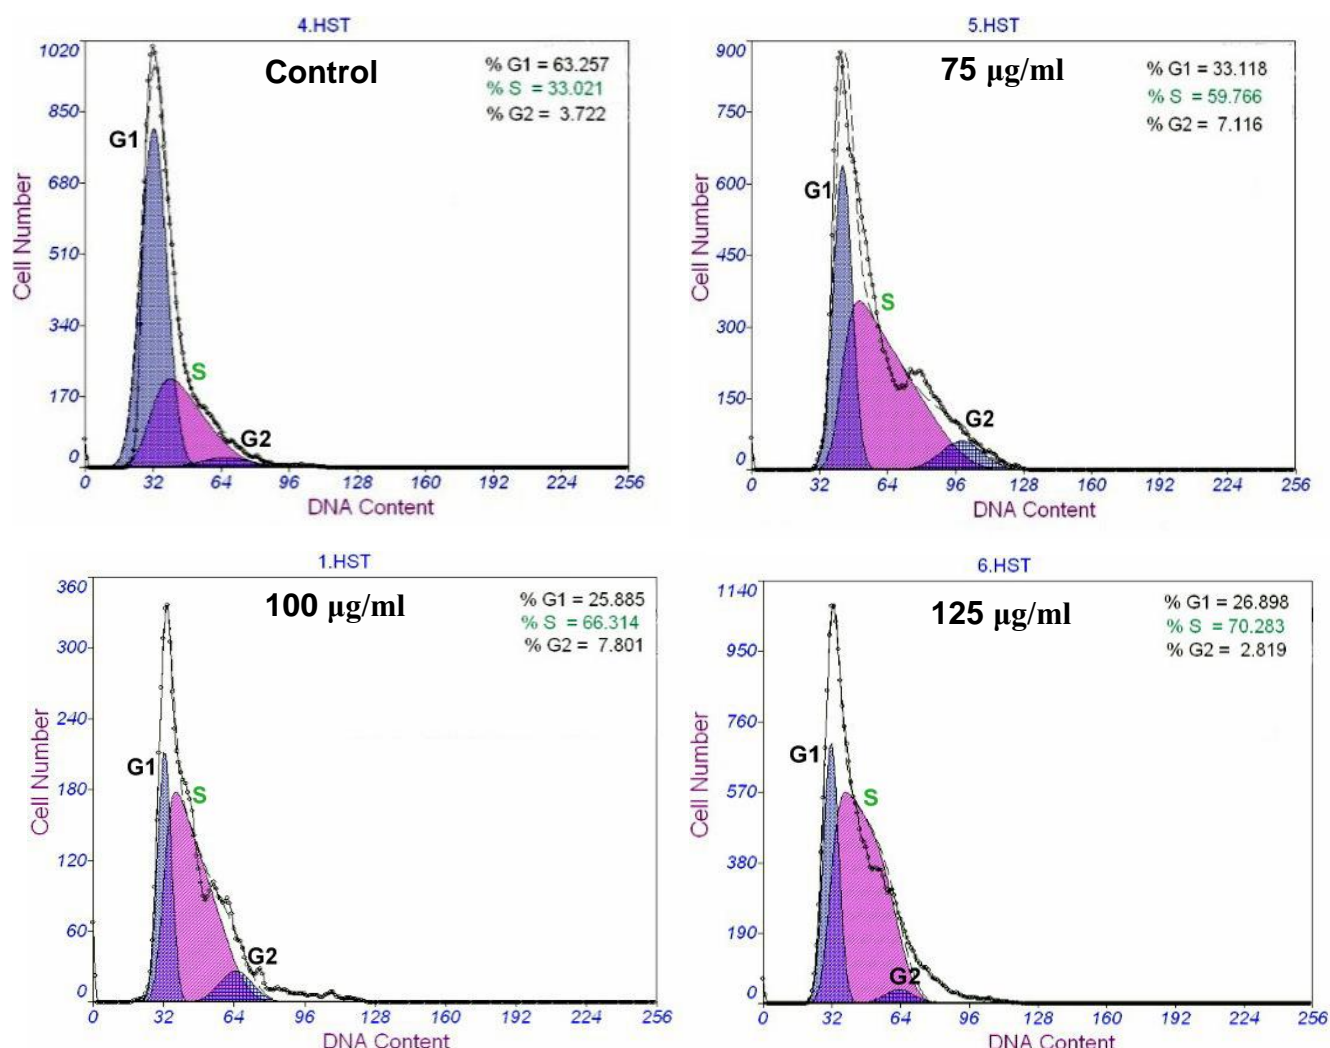 4.HST
Control
% G1 = 63.257
% S = 33.021
% G2 = 3.722
1020
850
680
510
340
170
0
Cell Number
G1
S
G2
0 32 64 96 128 160 192 224 256
DNA Content
5.HST
75 µg/ml
% G1 = 33.118
% S = 59.766
% G2 = 7.116
900
750
600
450
300
150
0
Cell Number
G1
S
G2
0 32 64 96 128 160 192 224 256
DNA Content
1.HST
100 µg/ml
% G1 = 25.885
% S = 66.314
% G2 = 7.801
360
300
240
180
120
60
0
Cell Number
G1
S
G2
0 32 64 96 128 160 192 224 256
DNA Content
6.HST
125 µg/ml
% G1 = 26.898
% S = 70.283
% G2 = 2.819
1140
950
760
570
380
190
0
Cell Number
G1
S
G2
0 32 64 96 128 160 192 224 256
DNA Content